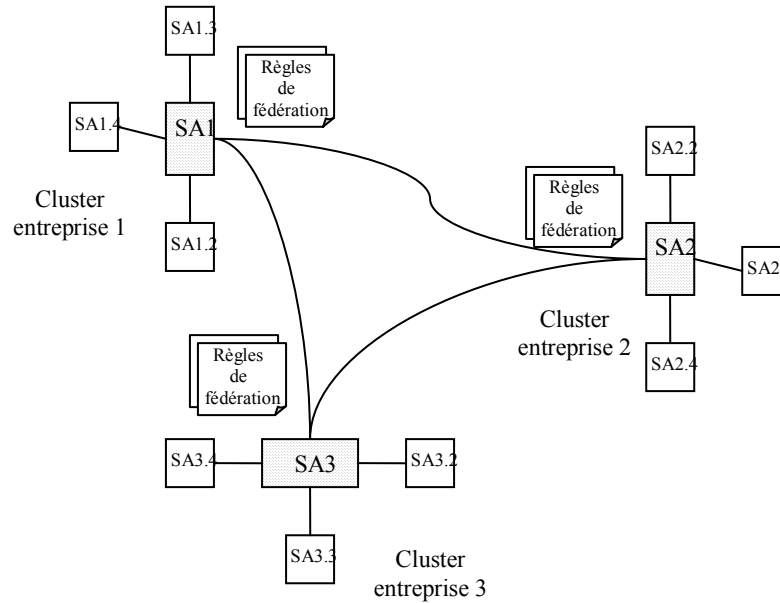 SA1.3
Règles
de
fédération
SA1.4
SA1
Cluster
entreprise 1
SA1.2
SA2.2
Règles
de
fédération
SA2
SA2
Cluster
entreprise 2
SA2.4
Règles
de
fédération
SA3.4
SA3
SA3.2
SA3.3
Cluster
entreprise 3